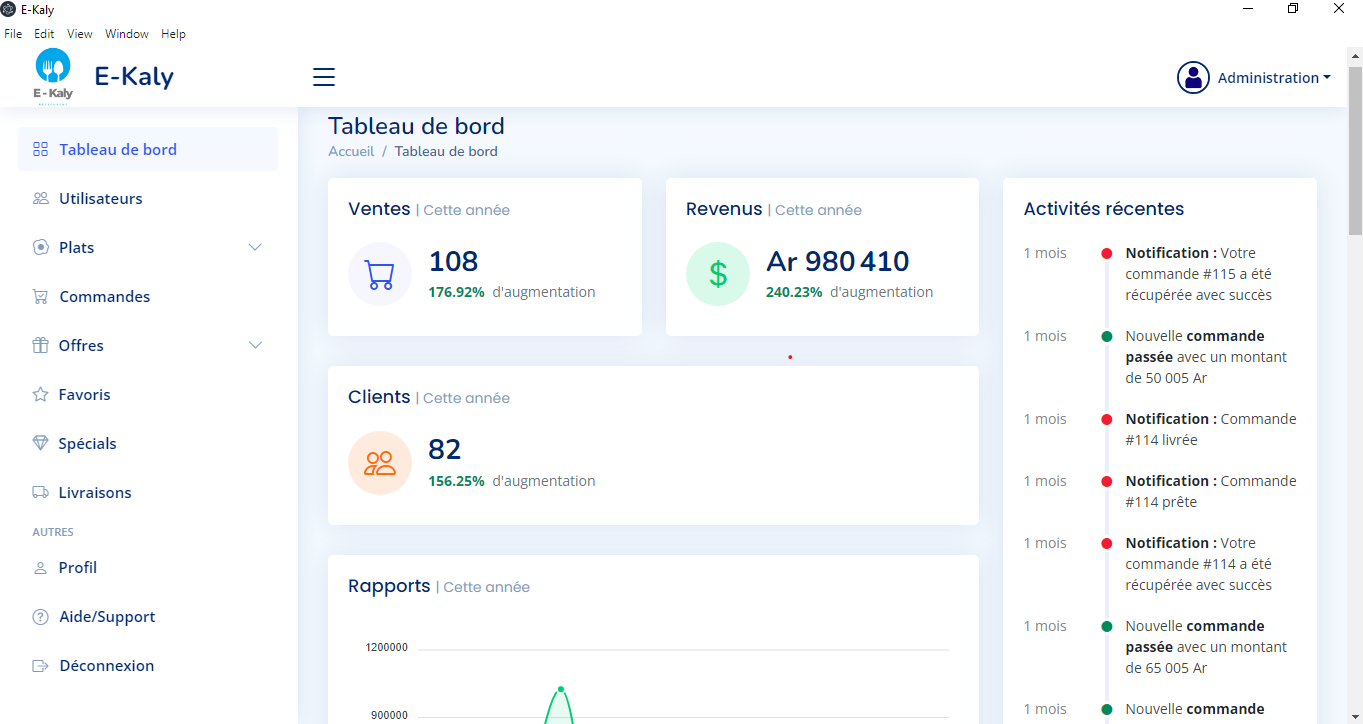 E-Kaly
File Edit View Window Help
E - Kaly
E-Kaly
Administration
Tableau de bord
Utilisateurs
Plats
Commandes
Offres
Favoris
Spécials
Livraisons
AUTRES
Profil
Aide/Support
Déconnexion
Tableau de bord
Accueil / Tableau de bord
Ventes | Cette année
108
176.92% d'augmentation
Revenus | Cette année
$
Ar 980 410
240.23% d'augmentation
Clients | Cette année
82
156.25% d'augmentation
Rapports | Cette année
1200000
900000
Activités récentes
1 mois
Notification : Votre
commande #115 a été
récupérée avec succès
1 mois
Nouvelle commande
passée avec un montant
de 50 005 Ar
1 mois
Notification : Commande
#114 livrée
1 mois
Notification : Commande
#114 prête
1 mois
Notification : Votre
commande #114 a été
récupérée avec succès
1 mois
Nouvelle commande
passée avec un montant
de 65 005 Ar
1 mois
Nouvelle commande